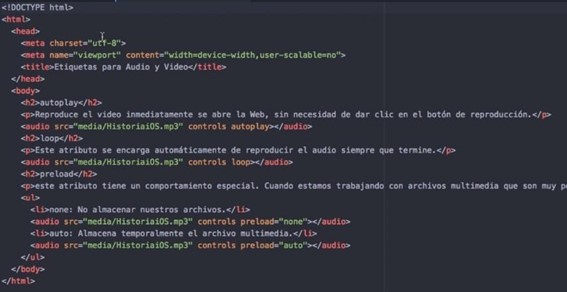 <!DOCTYPE html>
<html>
<head>
<meta charset="utf-8">
<meta name="viewport" content="width=device-width,user-scalable=no">
<title>Etiquetas para Audio y Video</title>
</head>
<body>
<h2>autoplay</h2>
<p>Reproduce el video inmediatamente se abre la Web, sin necesidad de dar clic en el botón de reproducción.</p>
<audio src="media/HistoriaiOS.mp3" controls autoplay></audio>
<h2>loop</h2>
<p>Este atributo se encarga automáticamente de reproducir el audio siempre que termine.</p>
<audio src="media/HistoriaiOS.mp3" controls loop></audio>
<h2>preload</h2>
<p>este atributo tiene un comportamiento especial. Cuando estamos trabajando con archivos multimedia que son muy
<ul>
<li>none: No almacenar nuestros archivos.</li>
<audio src="media/HistoriaiOS.mp3" controls preload="none"></audio>
<li>auto: Almacena temporalmente el archivo multimedia.</li>
<audio src="media/HistoriaiOS.mp3" controls preload="auto"></audio>
</ul>
</body>
</html>